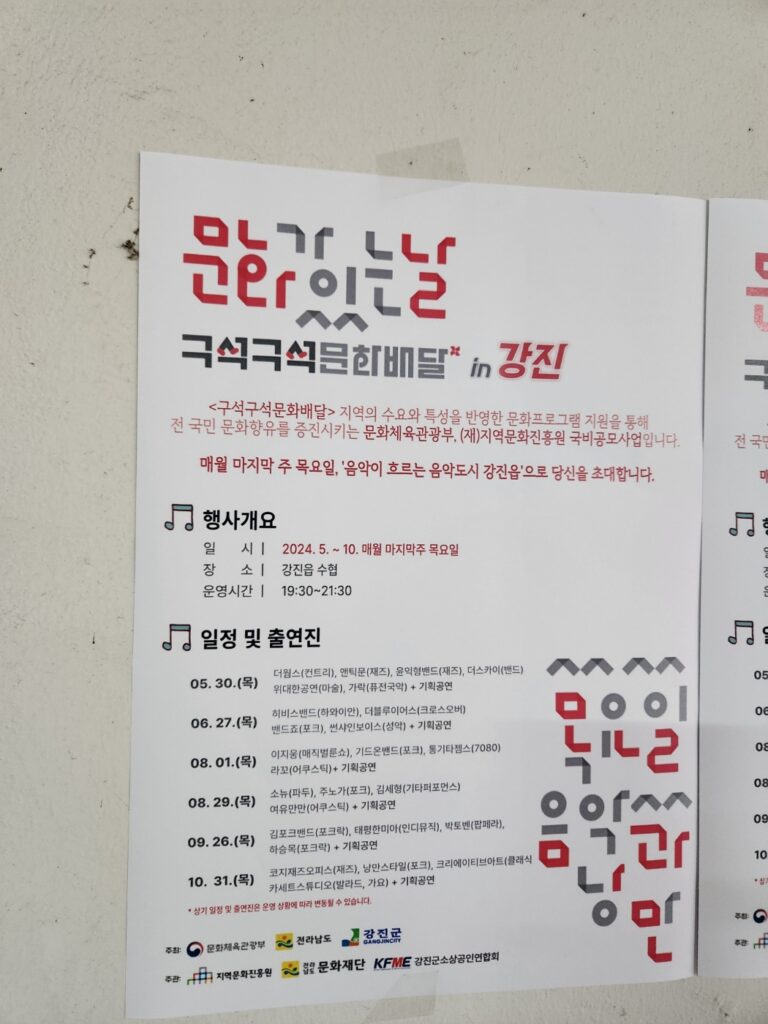 문화가 있는 날
구석구석문화배달 in 강진
<구석구석문화배달> 지역의 수요와 특성을 반영한 문화프로그램 지원을 통해
전 국민 문화향유를 증진시키는 문화체육관광부, (재)지역문화진흥원 국비공모사업입니다.
매월 마지막 주 목요일, '음악이 흐르는 음악도시 강진읍'으로 당신을 초대합니다.
행사개요
일 시 | 2024. 5. ~ 10. 매월 마지막주 목요일
장 소 | 강진읍 수협
운영시간 | 19:30~21:30
일정 및 출연진
05. 30.(목) 더웜스(컨트리), 앤틱문(재즈), 윤익형밴드(재즈), 더스카이(밴드)
위대한공연(마술), 가락(퓨전국악) + 기획공연
06. 27.(목) 히비스밴드(하와이안), 더블루이어스(크로스오버)
밴드죠(포크), 썬샤인보이스(성악) + 기획공연
08. 01.(목) 이지웅(매직벌룬쇼), 기드온밴드(포크), 통기타젬스(7080)
라꼬(어쿠스틱)+ 기획공연
08. 29.(목) 소뉴(파두), 주노가(포크), 김세형(기타퍼포먼스)
여유만만(어쿠스틱) + 기획공연
09. 26.(목) 김포크밴드(포크락), 태평한미아(인디뮤직), 박토벤(팝페라),
하승목(포크락) + 기획공연
10. 31.(목) 코지재즈오피스(재즈), 낭만스타일(포크), 크리에이티브아트(클래식
카세트스튜디오(발라드, 가요) + 기획공연
* 상기 일정 및 출연진은 운영 상황에 따라 변동될 수 있습니다.
목요일
음악과
낭만
주최: 문화체육관광부 전라남도 강진군 GANGJINCITY
주관: 지역문화진흥원 전라남도 문화재단 KFME 강진군소상공인연합회